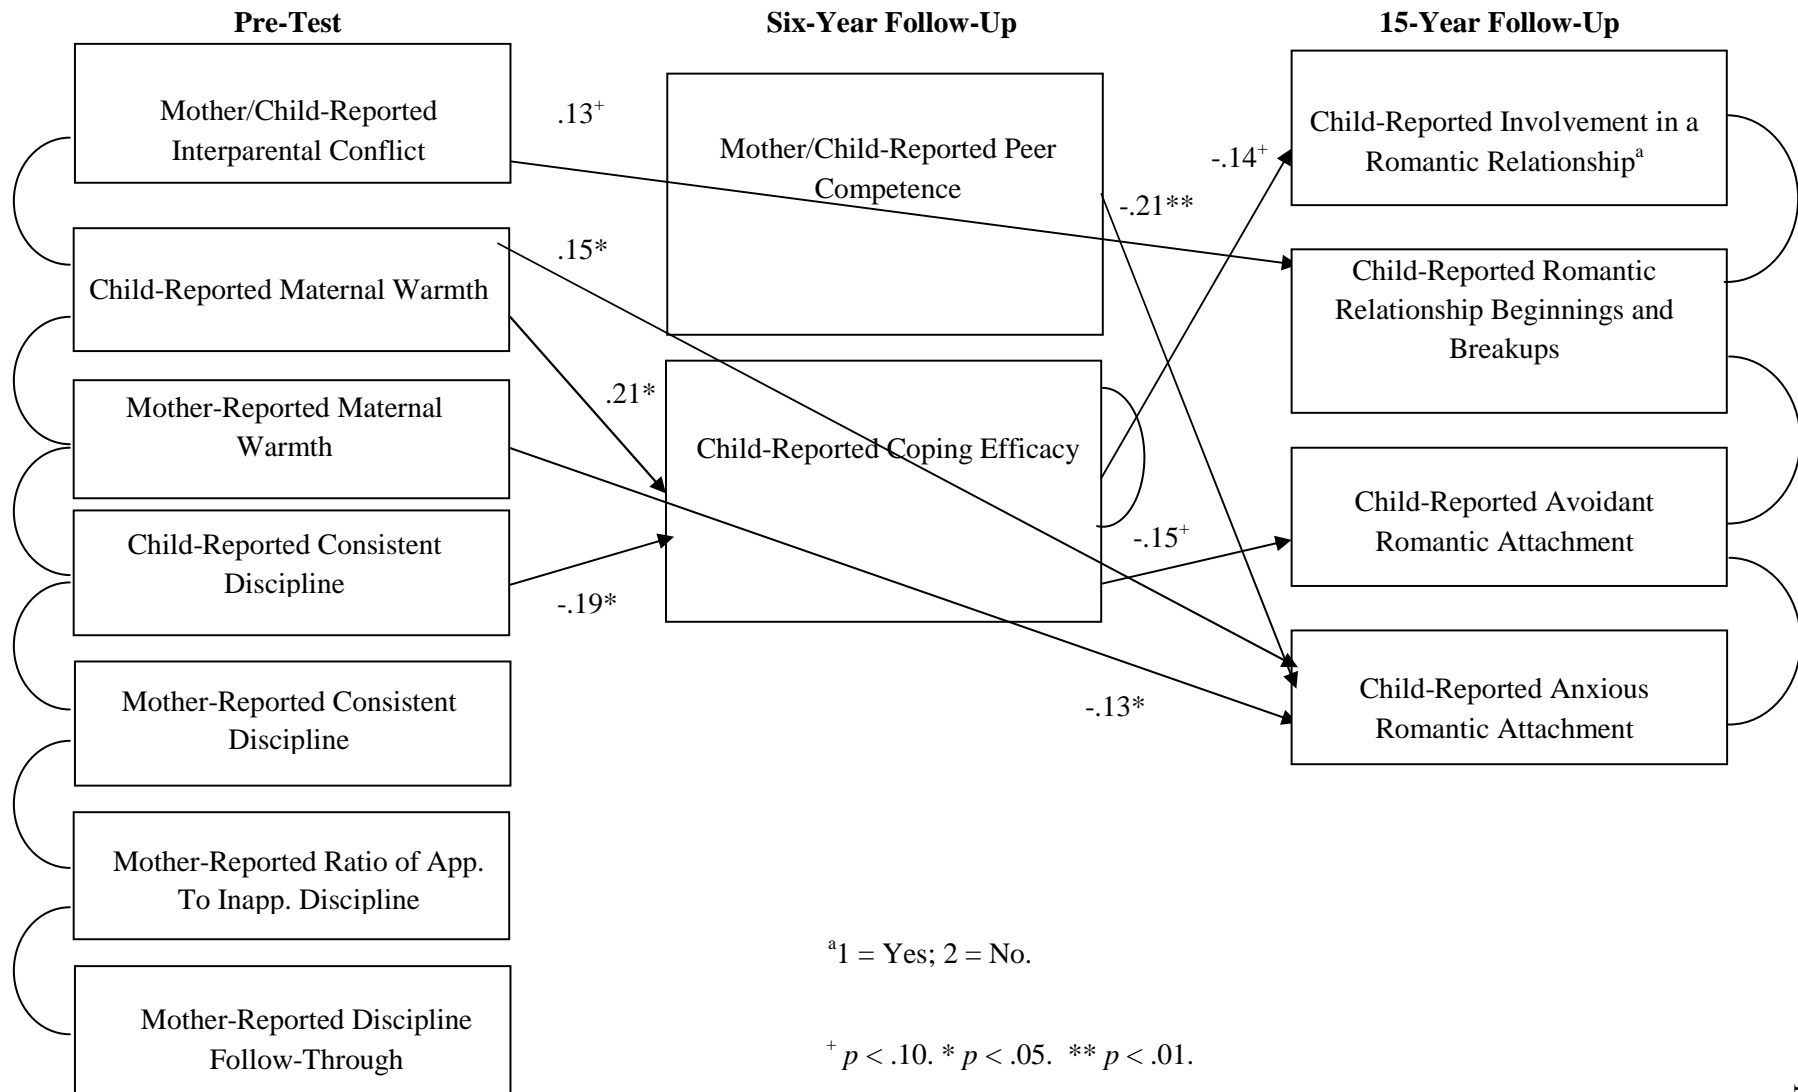 Pre-Test
Six-Year Follow-Up
15-Year Follow-Up
Mother/Child-Reported
Interparental Conflict
Child-Reported Maternal Warmth
Mother-Reported Maternal
Warmth
Child-Reported Consistent
Discipline
Mother-Reported Consistent
Discipline
Mother-Reported Ratio of App.
To Inapp. Discipline
Mother-Reported Discipline
Follow-Through
.13+
.15*
.21*
-.19*
Mother/Child-Reported Peer
Competence
Child-Reported Coping Efficacy
-.14+
-.21**
-.15+
-.13*
Child-Reported Involvement in a
Romantic Relationshipa
Child-Reported Romantic
Relationship Beginnings and
Breakups
Child-Reported Avoidant
Romantic Attachment
Child-Reported Anxious
Romantic Attachment
a1 = Yes; 2 = No.
+ p < .10. * p < .05. ** p < .01.